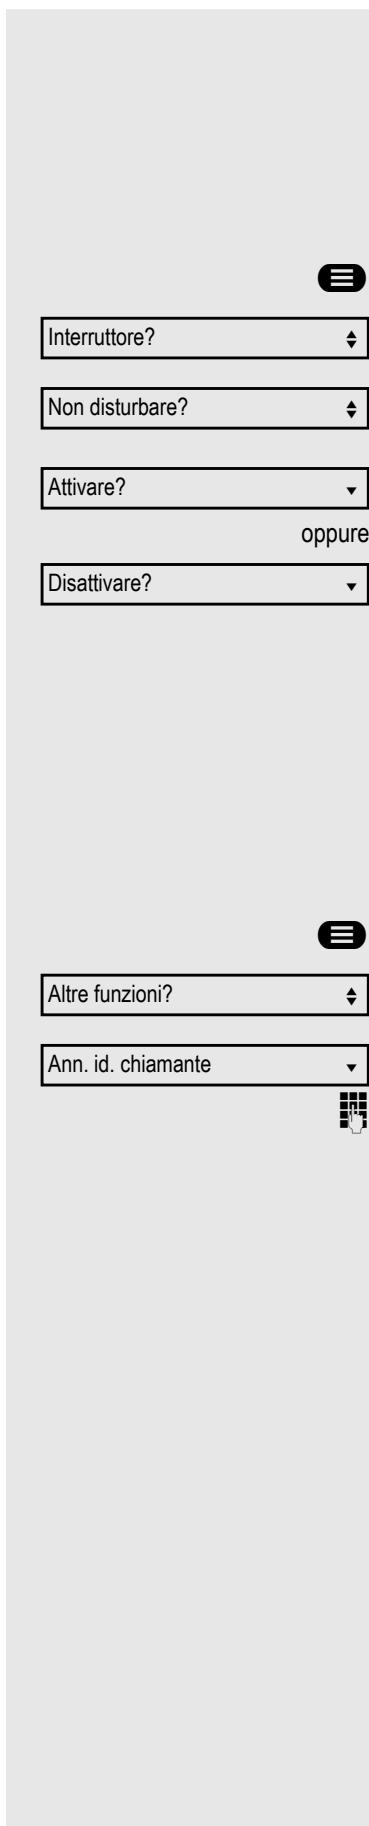 Interruttore?
Non disturbare?
Attivare?
oppure
Disattivare?
Altre funzioni?
Ann. id. chiamante